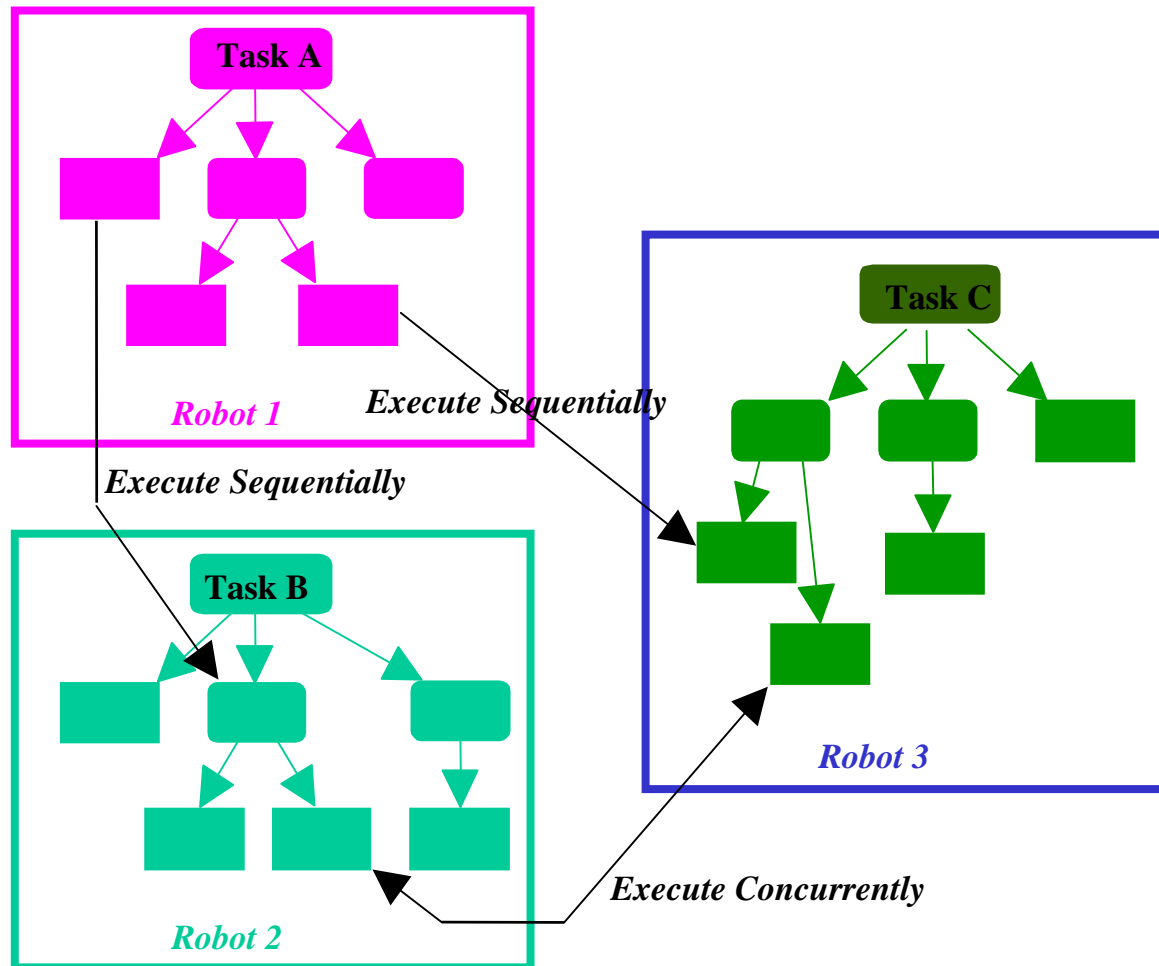 Task A
Robot 1
Execute Sequentially
Task C
Execute Sequentially
Task B
Robot 3
Execute Concurrently
Robot 2